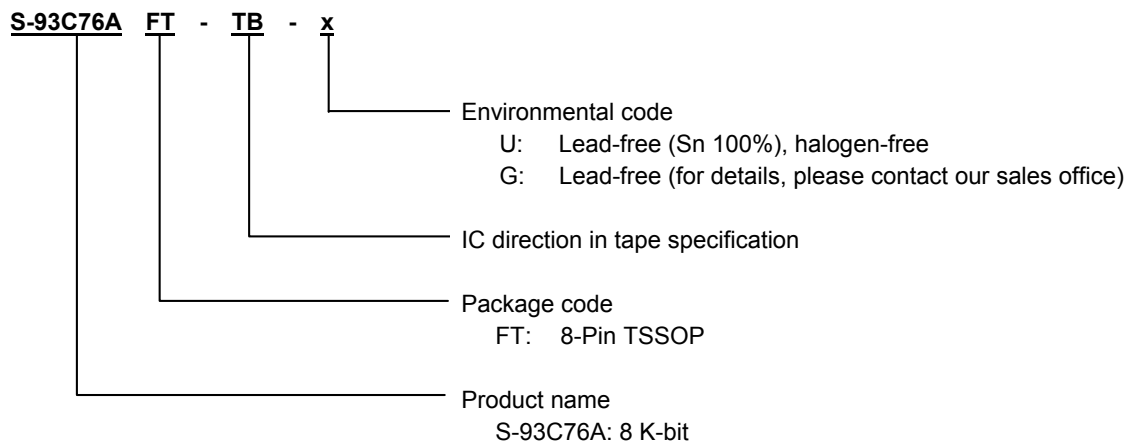 S-93C76A FT - TB - x
Environmental code
U: Lead-free (Sn 100%), halogen-free
G: Lead-free (for details, please contact our sales office)
IC direction in tape specification
Package code
FT: 8-Pin TSSOP
Product name
S-93C76A: 8 K-bit